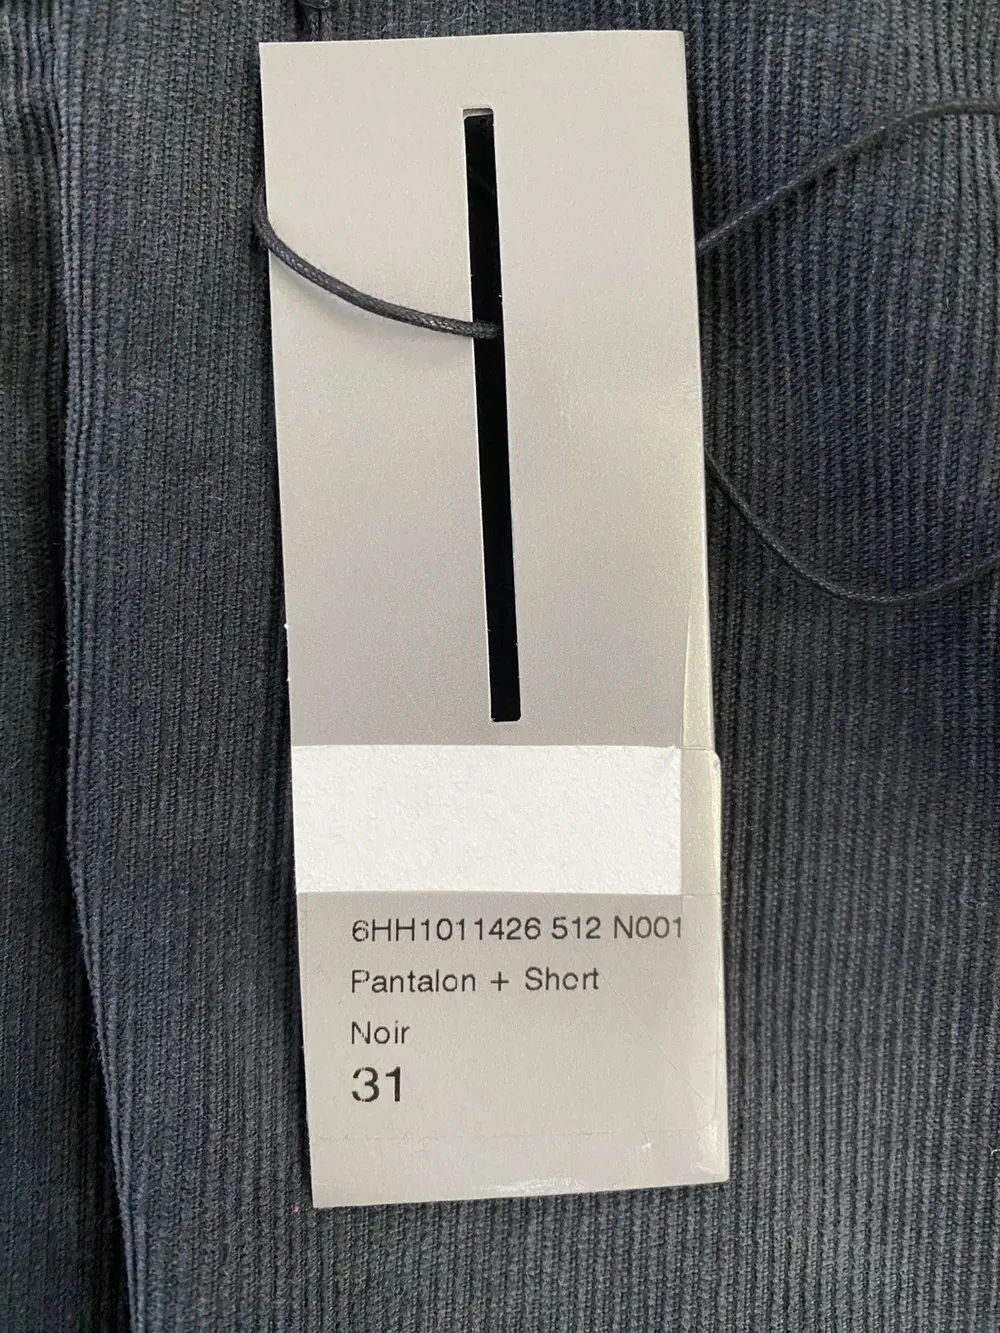 6HH1011426 512 N001
Pantalon + Short
Noir
31